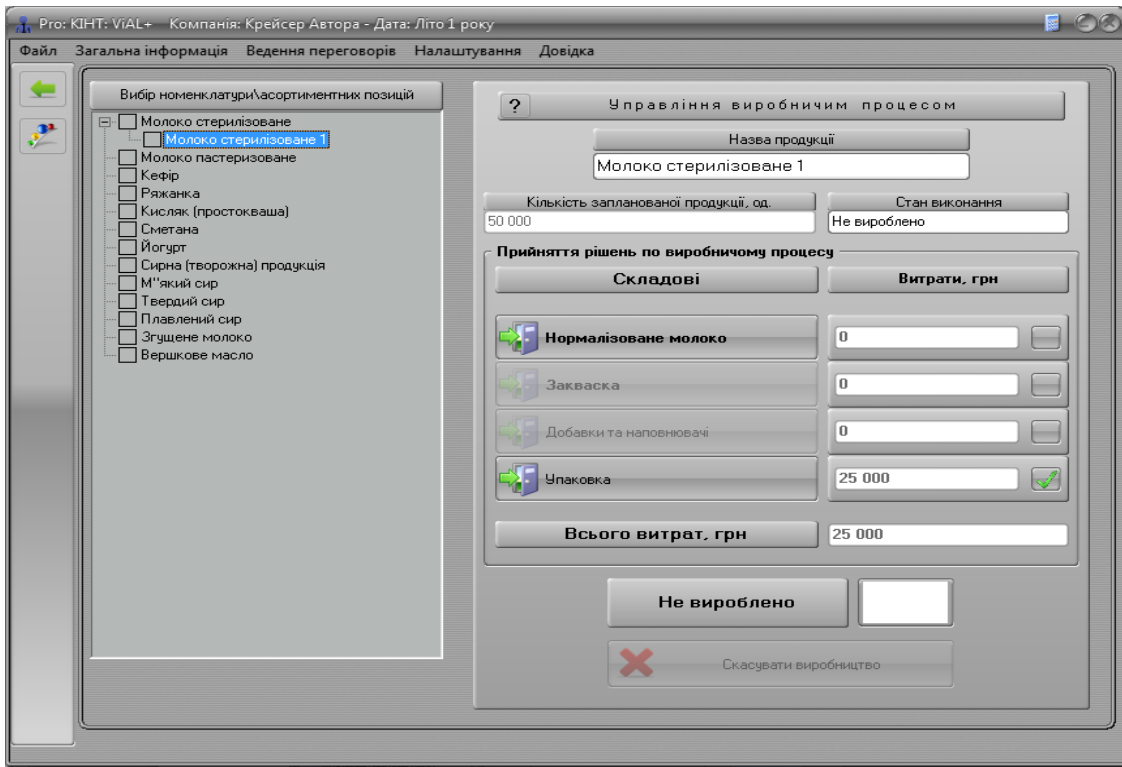 Pro: КІНТ: ViAL+ Компанія: Крейсер Автора - Дата: Літо 1 року
Файл Загальна інформація Ведення переговорів Налаштування Довідка
Вибір номенклатури\асортиментних позицій
Молоко стерилізоване
Молоко стерилізоване 1
Молоко пастеризоване
Кефір
Ряжанка
Кисляк (простокваша)
Сметана
Йогурт
Сирна (творожна) продукція
М"який сир
Твердий сир
Плавлений сир
Згущене молоко
Вершкове масло
? Управління виробничим процесом
Назва продукції
Молоко стерилізоване 1
Кількість запланованої продукції, од. Стан виконання
50 000 Не вироблено
Прийняття рішень по виробничому процесу
Складові Витрати, грн
Нормалізоване молоко 0
Закваска 0
Добавки та наповнювачі 0
Упаковка 25 000
Всього витрат, грн 25 000
Не вироблено
Скасувати виробництво